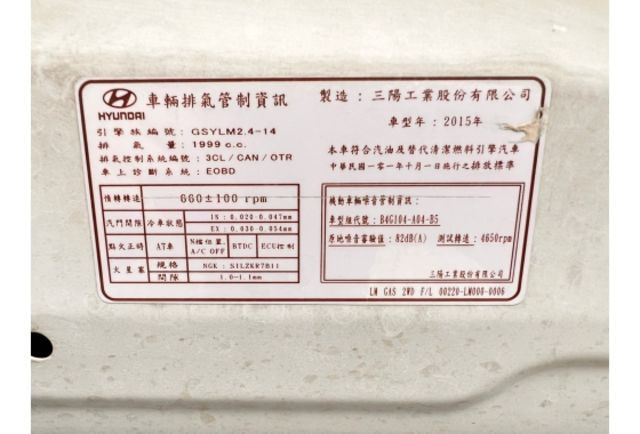 HYUNDAI
車輛排氣管制資訊
製造：三陽工業股份有限公司
車型年：2015年
引擎族編號：GSYLM2.4-14
排氣量：1999 c.c.
排氣控制系統編號：3CL/CAN/OTR
車上診斷系統：EOBD
本車符合汽油及替代清潔燃料引擎汽車
中華民國一○一年十月一日施行之排放標準
惰轉轉速 660±100 rpm
汽門間隙 冷車狀態 IN：0.020-0.047mm
EX：0.030-0.054mm
點火正時 AT車 N檔位置, A/C OFF BTDC ECU控制
火星塞 NGK：SILZKR7B11
間隙 1.0-1.1mm
機動車輛噪音管制資訊：
車型組代號：B4G104-A04-B5
原地噪音審驗值：82dB(A) 測試轉速：4650rpm
三陽工業股份有限公司
LM GAS 2WD F/L 00220-LM000-0006